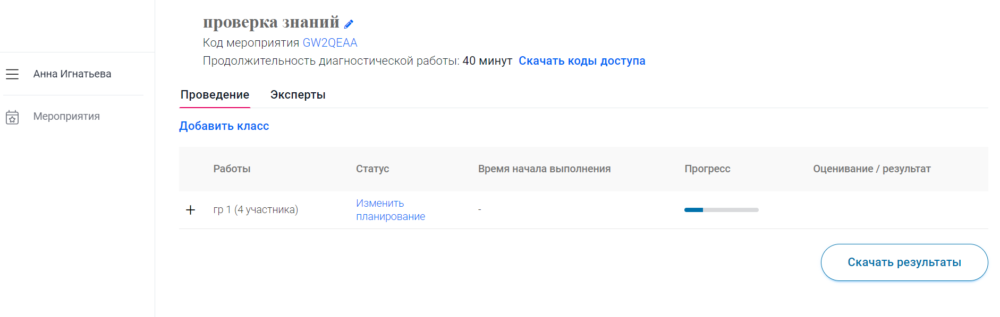 проверка знаний
Код мероприятия GW2QEAA
Продолжительность диагностической работы: 40 минут Скачать коды доступа
Анна Игнатьева
Мероприятия
Проведение Эксперты
Добавить класс
Работы Статус Время начала выполнения Прогресс Оценивание / результат
гр 1 (4 участника) Изменить планирование -
Скачать результаты